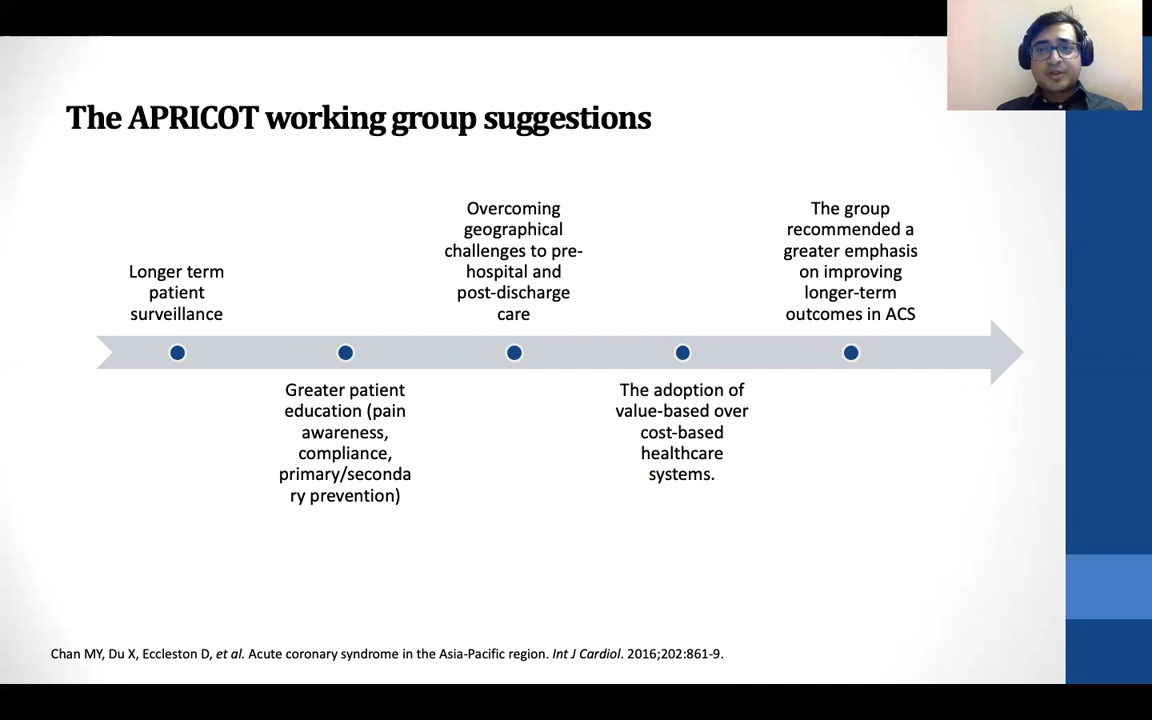 The APRICOT working group suggestions
Longer term
patient
surveillance
Greater patient
education (pain
awareness,
compliance,
primary/seconda
ry prevention)
Overcoming
geographical
challenges to pre-
hospital and
post-discharge
care
The adoption of
value-based over
cost-based
healthcare
systems.
The group
recommended a
greater emphasis
on improving
longer-term
outcomes in ACS
Chan MY, Du X, Eccleston D, et al. Acute coronary syndrome in the Asia-Pacific region. Int J Cardiol. 2016;202:861-9.